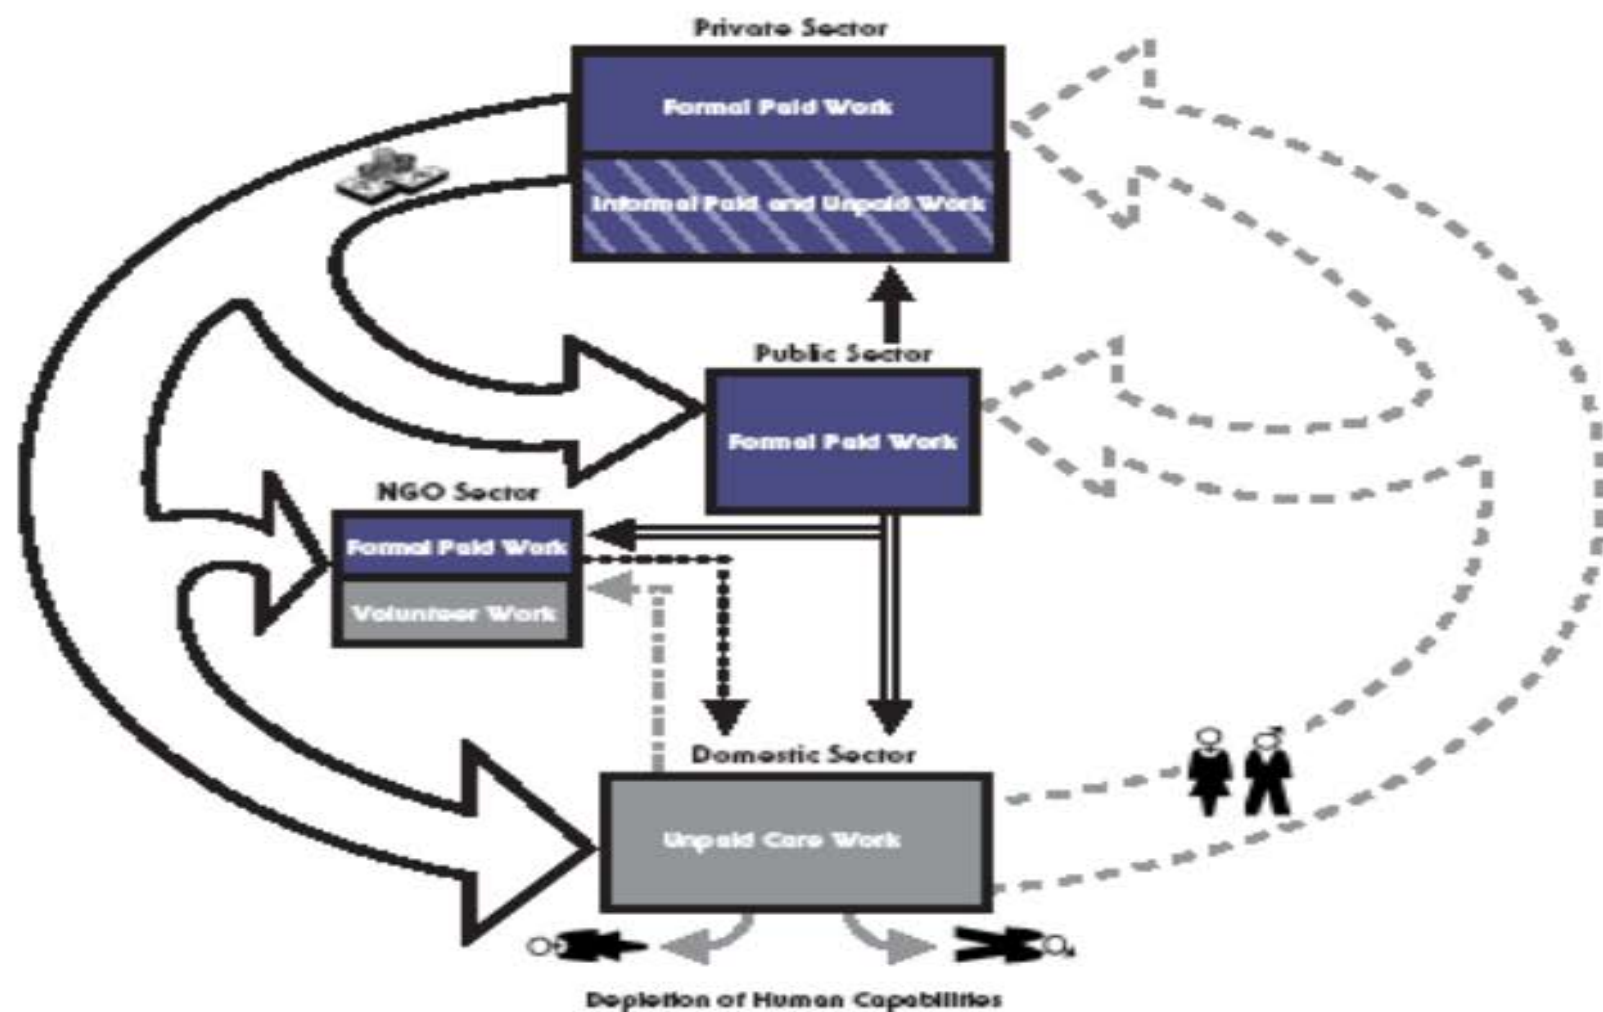 Private Sector
Formal Paid Work
Informal Paid and Unpaid Work
Public Sector
Formal Paid Work
NGO Sector
Formal Paid Work
Volunteer Work
Domestic Sector
Unpaid Care Work
Depletion of Human Capabilities